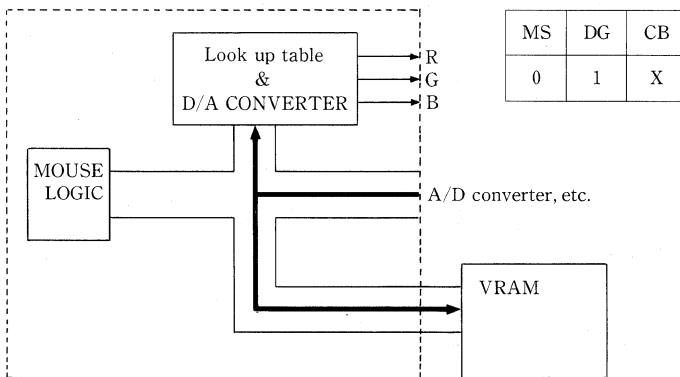 Look up table
&
D/A CONVERTER
R
G
B
MS DG CB
0 1 X
MOUSE
LOGIC
A/D converter, etc.
VRAM